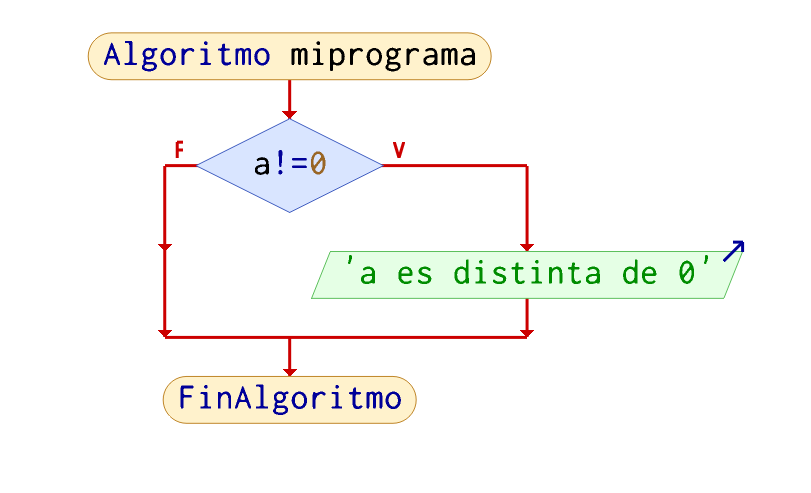 Algoritmo miprograma
F
V
a!=0
'a es distinta de 0'
FinAlgoritmo